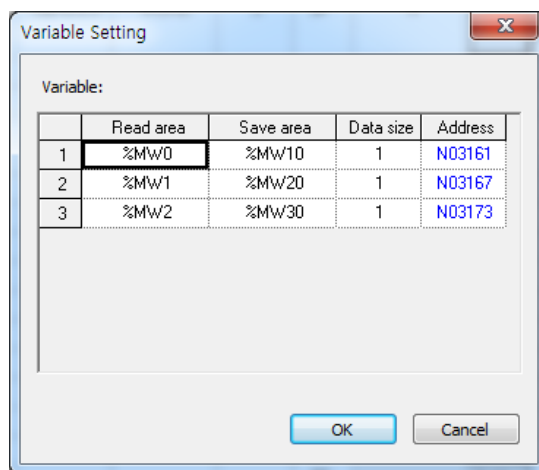 Variable Setting
Variable:
Read area Save area Data size Address
1 %MW0 %MW10 1 N03161
2 %MW1 %MW20 1 N03167
3 %MW2 %MW30 1 N03173
OK Cancel